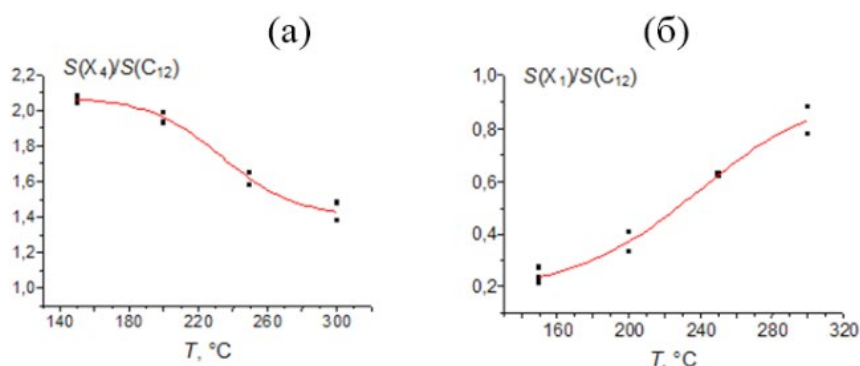 (а) (б)
S(X₄)/S(C₁₂) S(X₁)/S(C₁₂)
2,2
2,0
1,8
1,6
1,4
1,2
1,0
140 180 220 260 300
T, °C
1,0
0,8
0,6
0,4
0,2
160 200 240 280 320
T, °C